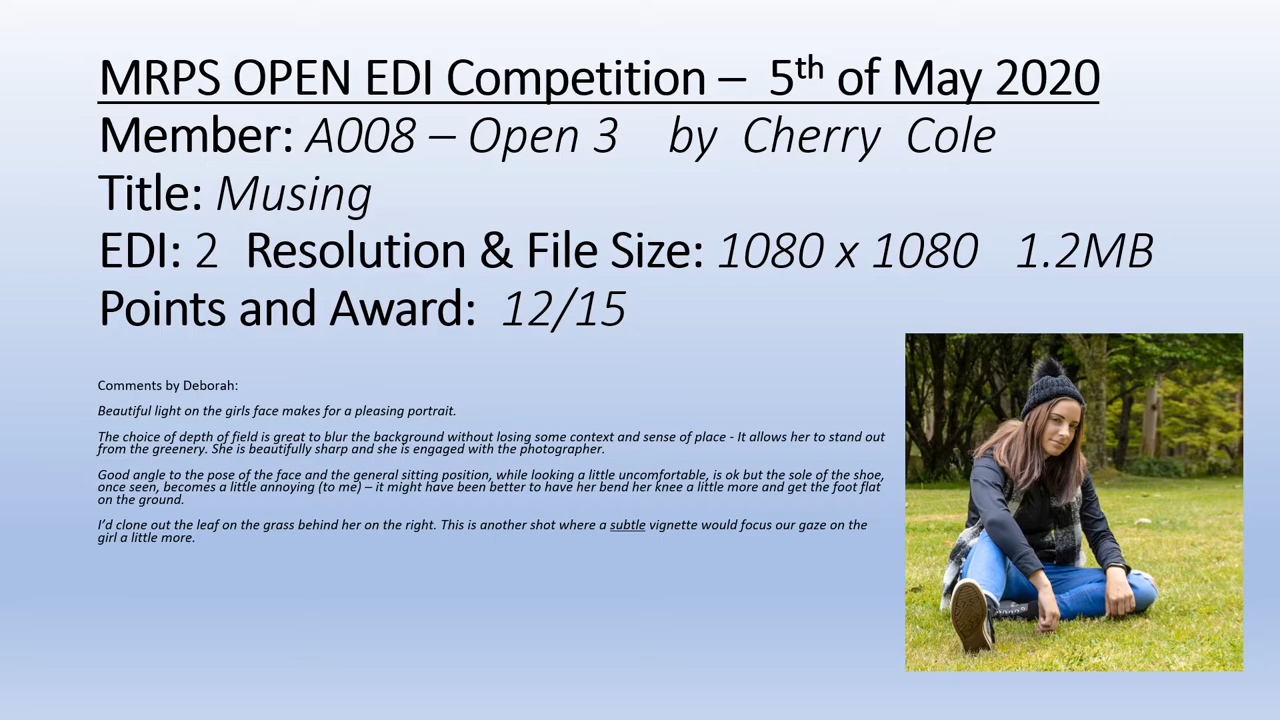 MRPS OPEN EDI Competition – 5th of May 2020
Member: A008 – Open 3 by Cherry Cole
Title: Musing
EDI: 2 Resolution & File Size: 1080 x 1080 1.2MB
Points and Award: 12/15
Comments by Deborah:
Beautiful light on the girls face makes for a pleasing portrait.
The choice of depth of field is great to blur the background without losing some context and sense of place - It allows her to stand out
from the greenery. She is beautifully sharp and she is engaged with the photographer.
Good angle to the pose of the face and the general sitting position, while looking a little uncomfortable, is ok but the sole of the shoe,
once seen, becomes a little annoying (to me) – it might have been better to have her bend her knee a little more and get the foot flat
on the ground.
I'd clone out the leaf on the grass behind her on the right. This is another shot where a subtle vignette would focus our gaze on the
girl a little more.